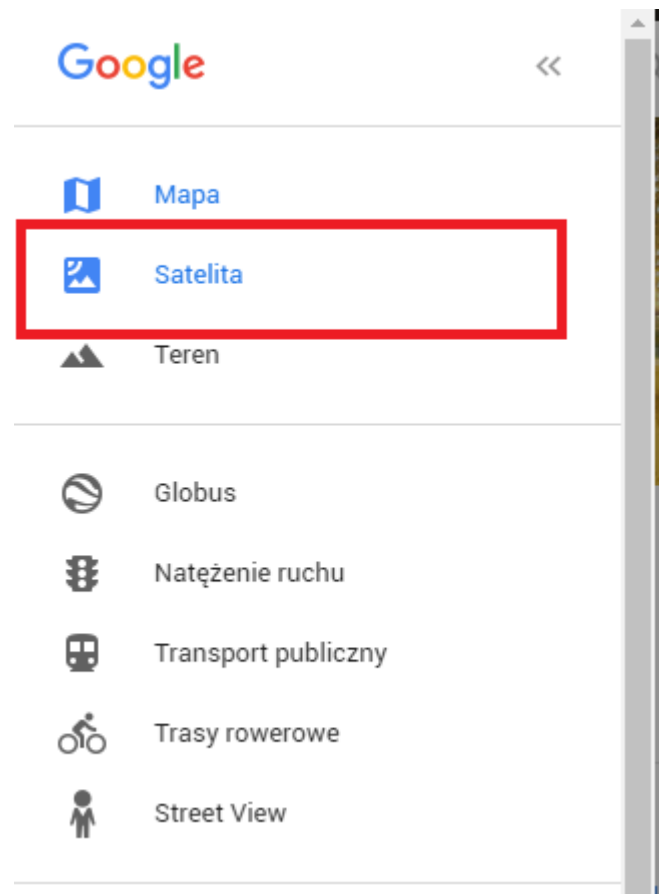 Google
Mapa
Satelita
Teren
Globus
Natężenie ruchu
Transport publiczny
Trasy rowerowe
Street View